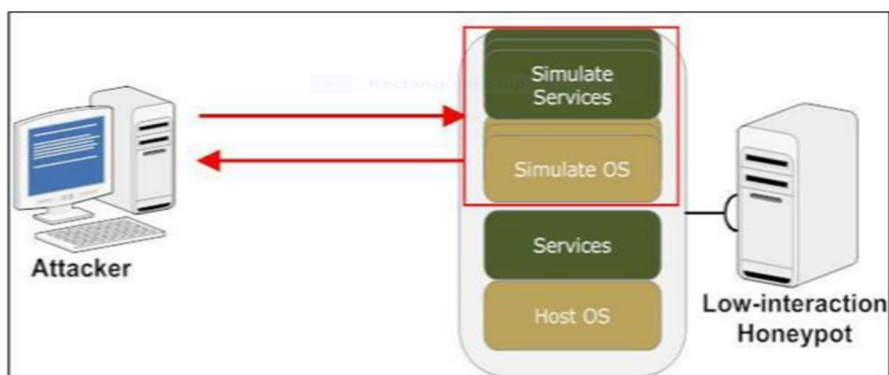 Simulate
Services
Simulate OS
Services
Host OS
Attacker
Low-interaction
Honeypot